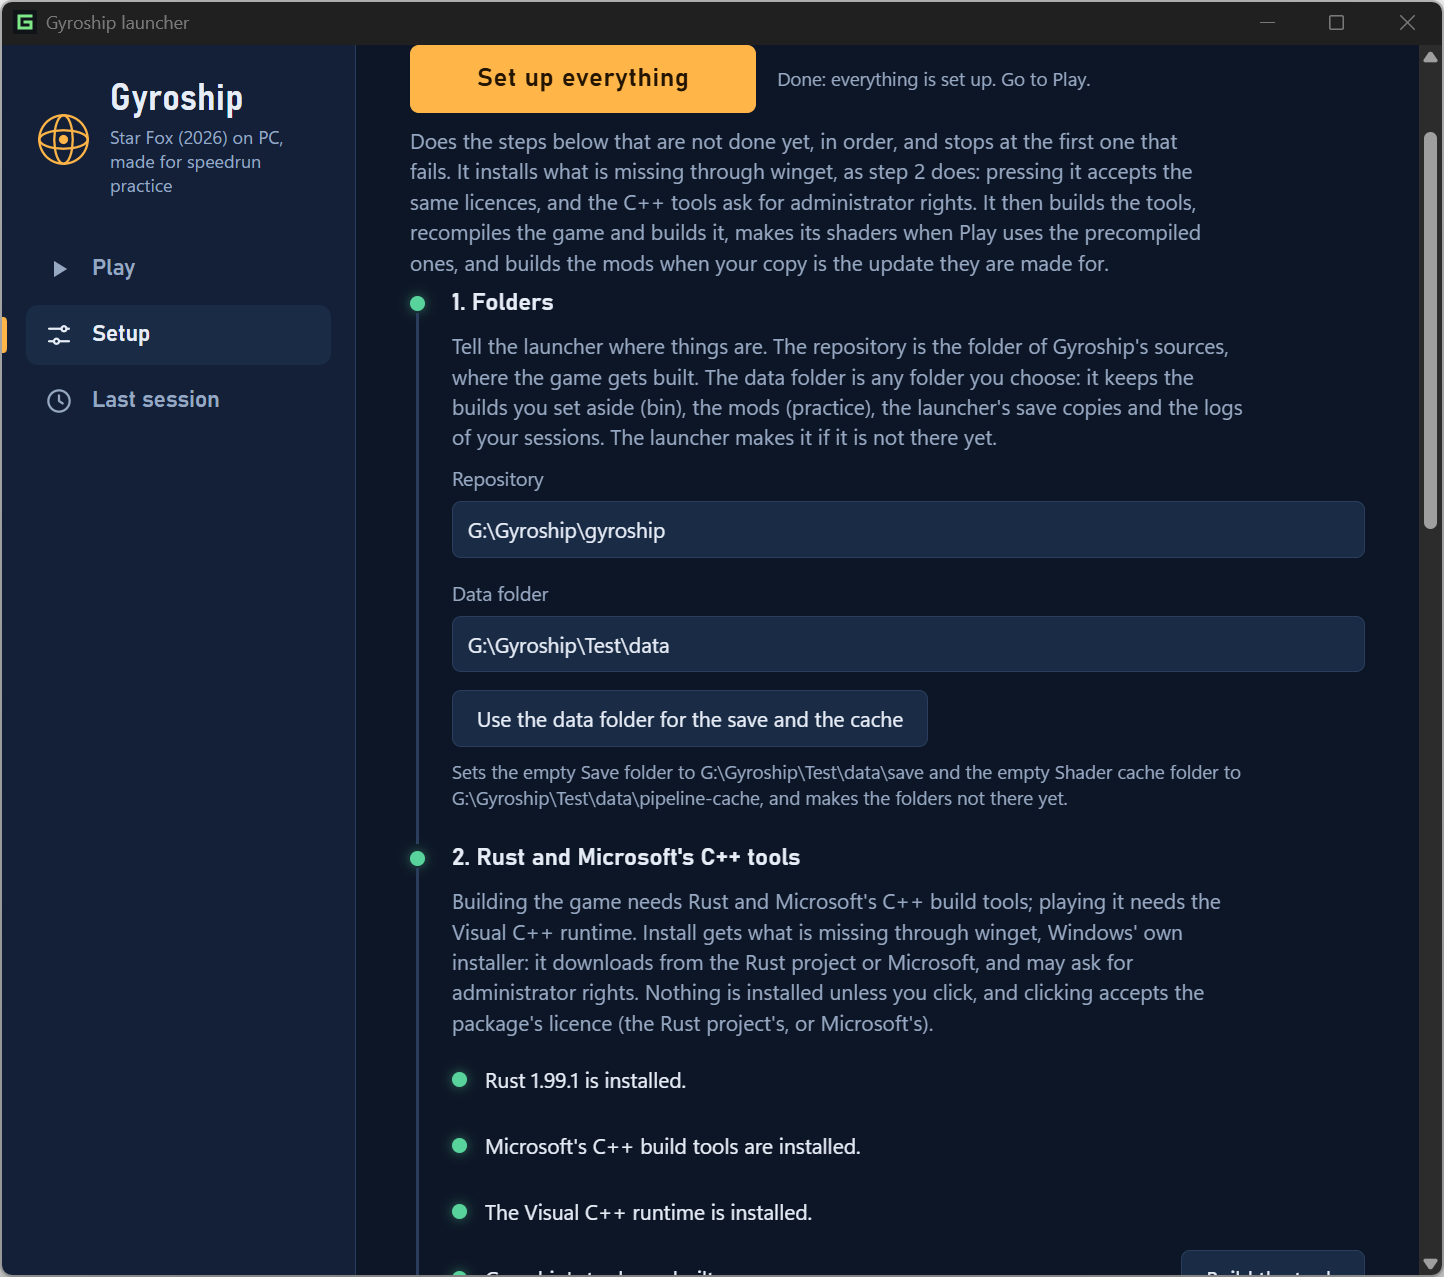 Gyroship launcher
Gyroship
Star Fox (2026) on PC,
made for speedrun
practice
Play
Setup
Last session
Set up everything
Done: everything is set up. Go to Play.
Does the steps below that are not done yet, in order, and stops at the first one that
fails. It installs what is missing through winget, as step 2 does: pressing it accepts the
same licences, and the C++ tools ask for administrator rights. It then builds the tools,
recompiles the game and builds it, makes its shaders when Play uses the precompiled
ones, and builds the mods when your copy is the update they are made for.
1. Folders
Tell the launcher where things are. The repository is the folder of Gyroship's sources,
where the game gets built. The data folder is any folder you choose: it keeps the
builds you set aside (bin), the mods (practice), the launcher's save copies and the logs
of your sessions. The launcher makes it if it is not there yet.
Repository
G:\Gyroship\gyroship
Data folder
G:\Gyroship\Test\data
Use the data folder for the save and the cache
Sets the empty Save folder to G:\Gyroship\Test\data\save and the empty Shader cache folder to
G:\Gyroship\Test\data\pipeline-cache, and makes the folders not there yet.
2. Rust and Microsoft's C++ tools
Building the game needs Rust and Microsoft's C++ build tools; playing it needs the
Visual C++ runtime. Install gets what is missing through winget, Windows' own
installer: it downloads from the Rust project or Microsoft, and may ask for
administrator rights. Nothing is installed unless you click, and clicking accepts the
package's licence (the Rust project's, or Microsoft's).
Rust 1.99.1 is installed.
Microsoft's C++ build tools are installed.
The Visual C++ runtime is installed.